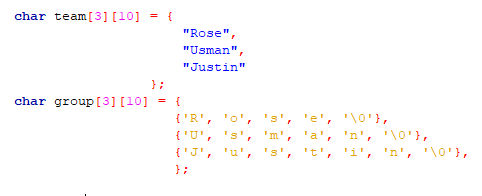 char team[3][10] = {
"Rose",
"Usman",
"Justin"
};
char group[3][10] = {
{'R', 'o', 's', 'e', '\0'},
{'U', 's', 'm', 'a', 'n', '\0'},
{'J', 'u', 's', 't', 'i', 'n', '\0'},
};